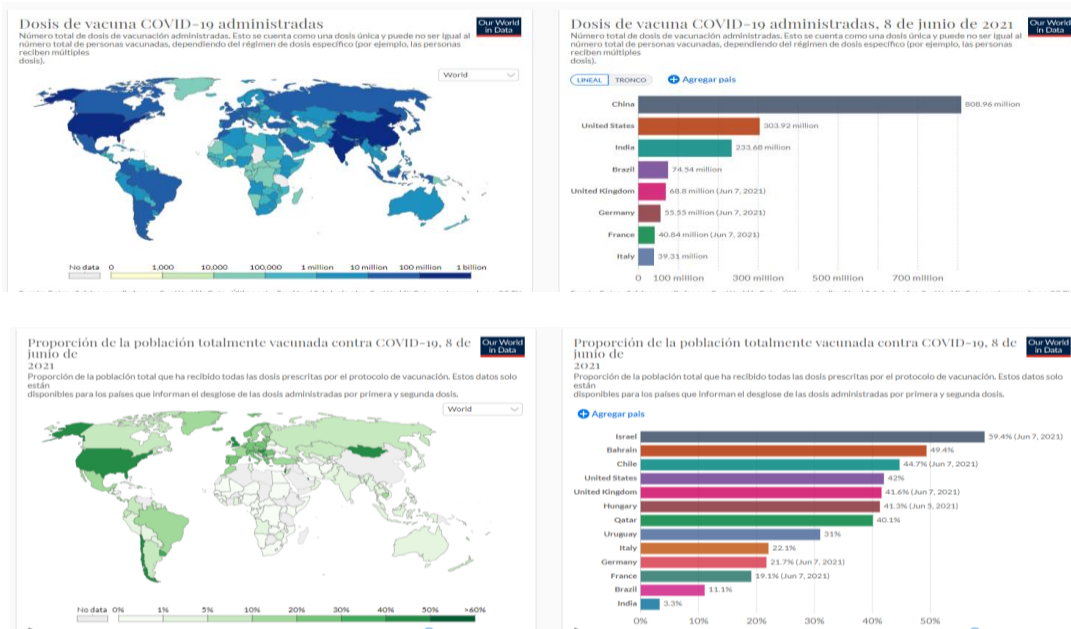 Dosis de vacuna COVID-19 administradas
Our World
in Data
Número total de dosis de vacunación administradas. Esto se cuenta como una dosis única y puede no ser igual al
número total de personas vacunadas, dependiendo del régimen de dosis específico (por ejemplo, las personas
reciben múltiples
dosis).
World
No data 0 1,000 10,000 100,000 1 million 10 million 100 million 1 billion
Dosis de vacuna COVID-19 administradas, 8 de junio de 2021
Our World
in Data
Número total de dosis de vacunación administradas. Esto se cuenta como una dosis única y puede no ser igual al
número total de personas vacunadas, dependiendo del régimen de dosis específico (por ejemplo, las personas
reciben múltiples
dosis).
LINEAL TRONCO Agregar pais
China 808.96 million
United States 303.92 million
India 233.68 million
Brazil 74.54 million
United Kingdom 68.8 million (Jun 7, 2021)
Germany 55.55 million (Jun 7, 2021)
France 40.84 million (Jun 7, 2021)
Italy 39.31 million
0 100 million 300 million 500 million 700 million
Proporción de la población totalmente vacunada contra COVID-19, 8 de
junio de
2021
Our World
in Data
Proporción de la población total que ha recibido todas las dosis prescritas por el protocolo de vacunación. Estos datos solo
están
disponibles para los países que informan el desglose de las dosis administradas por primera y segunda dosis.
World
No data 0% 1% 5% 10% 20% 30% 40% 50% >60%
Proporción de la población totalmente vacunada contra COVID-19, 8 de
junio de
2021
Our World
in Data
Proporción de la población total que ha recibido todas las dosis prescritas por el protocolo de vacunación. Estos datos solo
están
disponibles para los países que informan el desglose de las dosis administradas por primera y segunda dosis.
Agregar pais
Israel 59.4% (Jun 7, 2021)
Bahrain 49.4%
Chile 44.7% (Jun 7, 2021)
United States 42%
United Kingdom 41.6% (Jun 7, 2021)
Hungary 41.3% (Jun 5, 2021)
Qatar 40.1%
Uruguay 31%
Italy 22.1%
Germany 21.7% (Jun 7, 2021)
France 19.1% (Jun 7, 2021)
Brazil 11.1%
India 3.3%
0% 10% 20% 30% 40% 50%